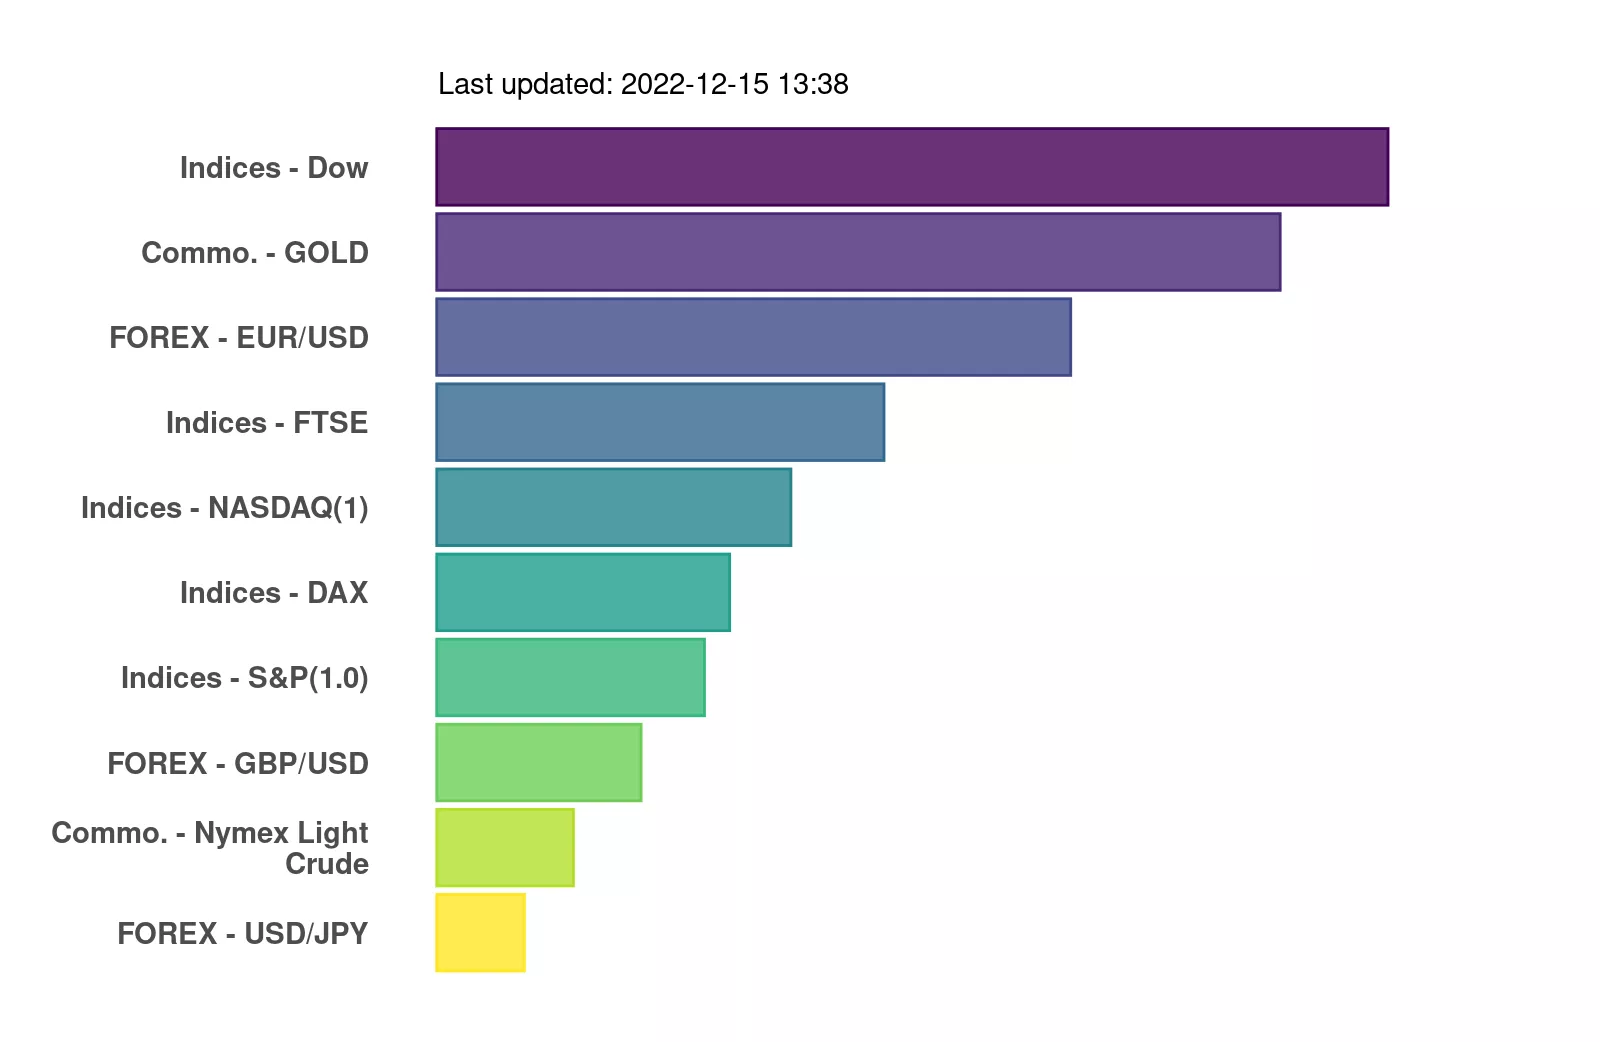 Last updated: 2022-12-15 13:38
Indices - Dow
Commo. - GOLD
FOREX - EUR/USD
Indices - FTSE
Indices - NASDAQ(1)
Indices - DAX
Indices - S&P(1.0)
FOREX - GBP/USD
Commo. - Nymex Light
Crude
FOREX - USD/JPY